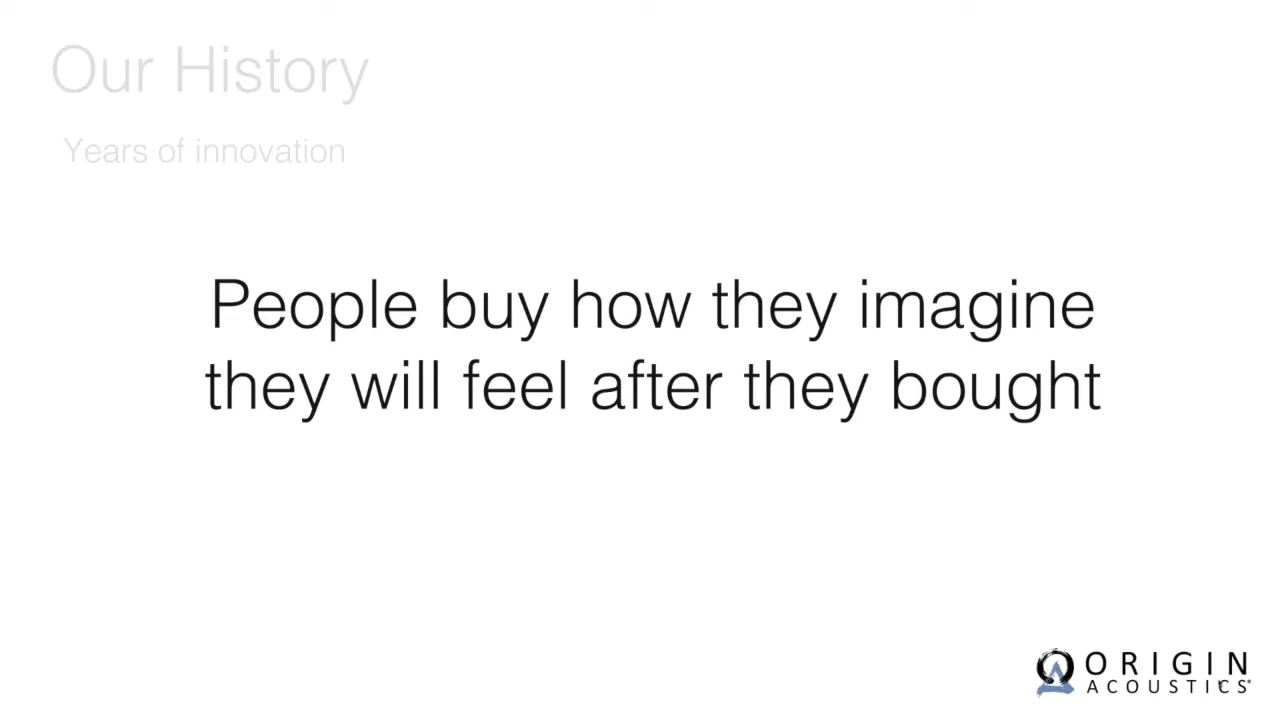 Our History
Years of innovation
People buy how they imagine
they will feel after they bought
ORIGIN
ACOUSTICS®